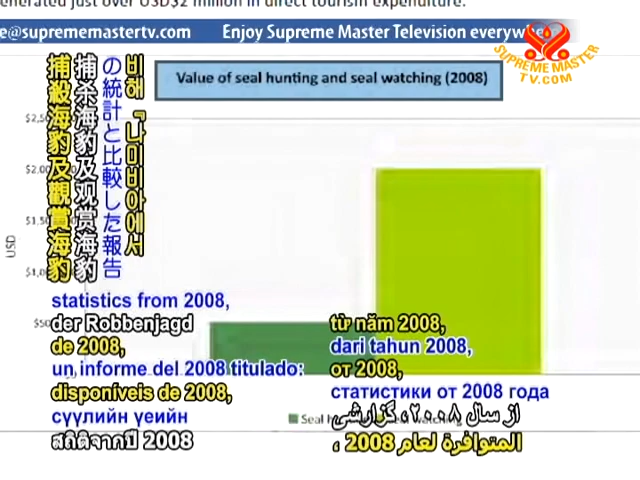 enerated just over USD$2 million in direct tourism expenditure.
e@suprememastertv.com Enjoy Supreme Master Television everywhe
SUPREME MASTER
TV.COM
Value of seal hunting and seal watching (2008)
捕殺海豹及觀賞海豹
捕杀海豹及观赏海豹
の統計と比較した報告
비해 『나미비아에서
$2,5
$2,00
$1,50
$1,0
$50
USD
statistics from 2008,
der Robbenjagd
de 2008,
un informe del 2008 titulado:
disponíveis de 2008,
сүүлийн үеийн
สถิติจากปี 2008
từ năm 2008,
dari tahun 2008,
от 2008,
статистики от 2008 года
از سال ۲۰۰۸، گزارشی
المتوافرة لعام 2008 ،
Seal watching